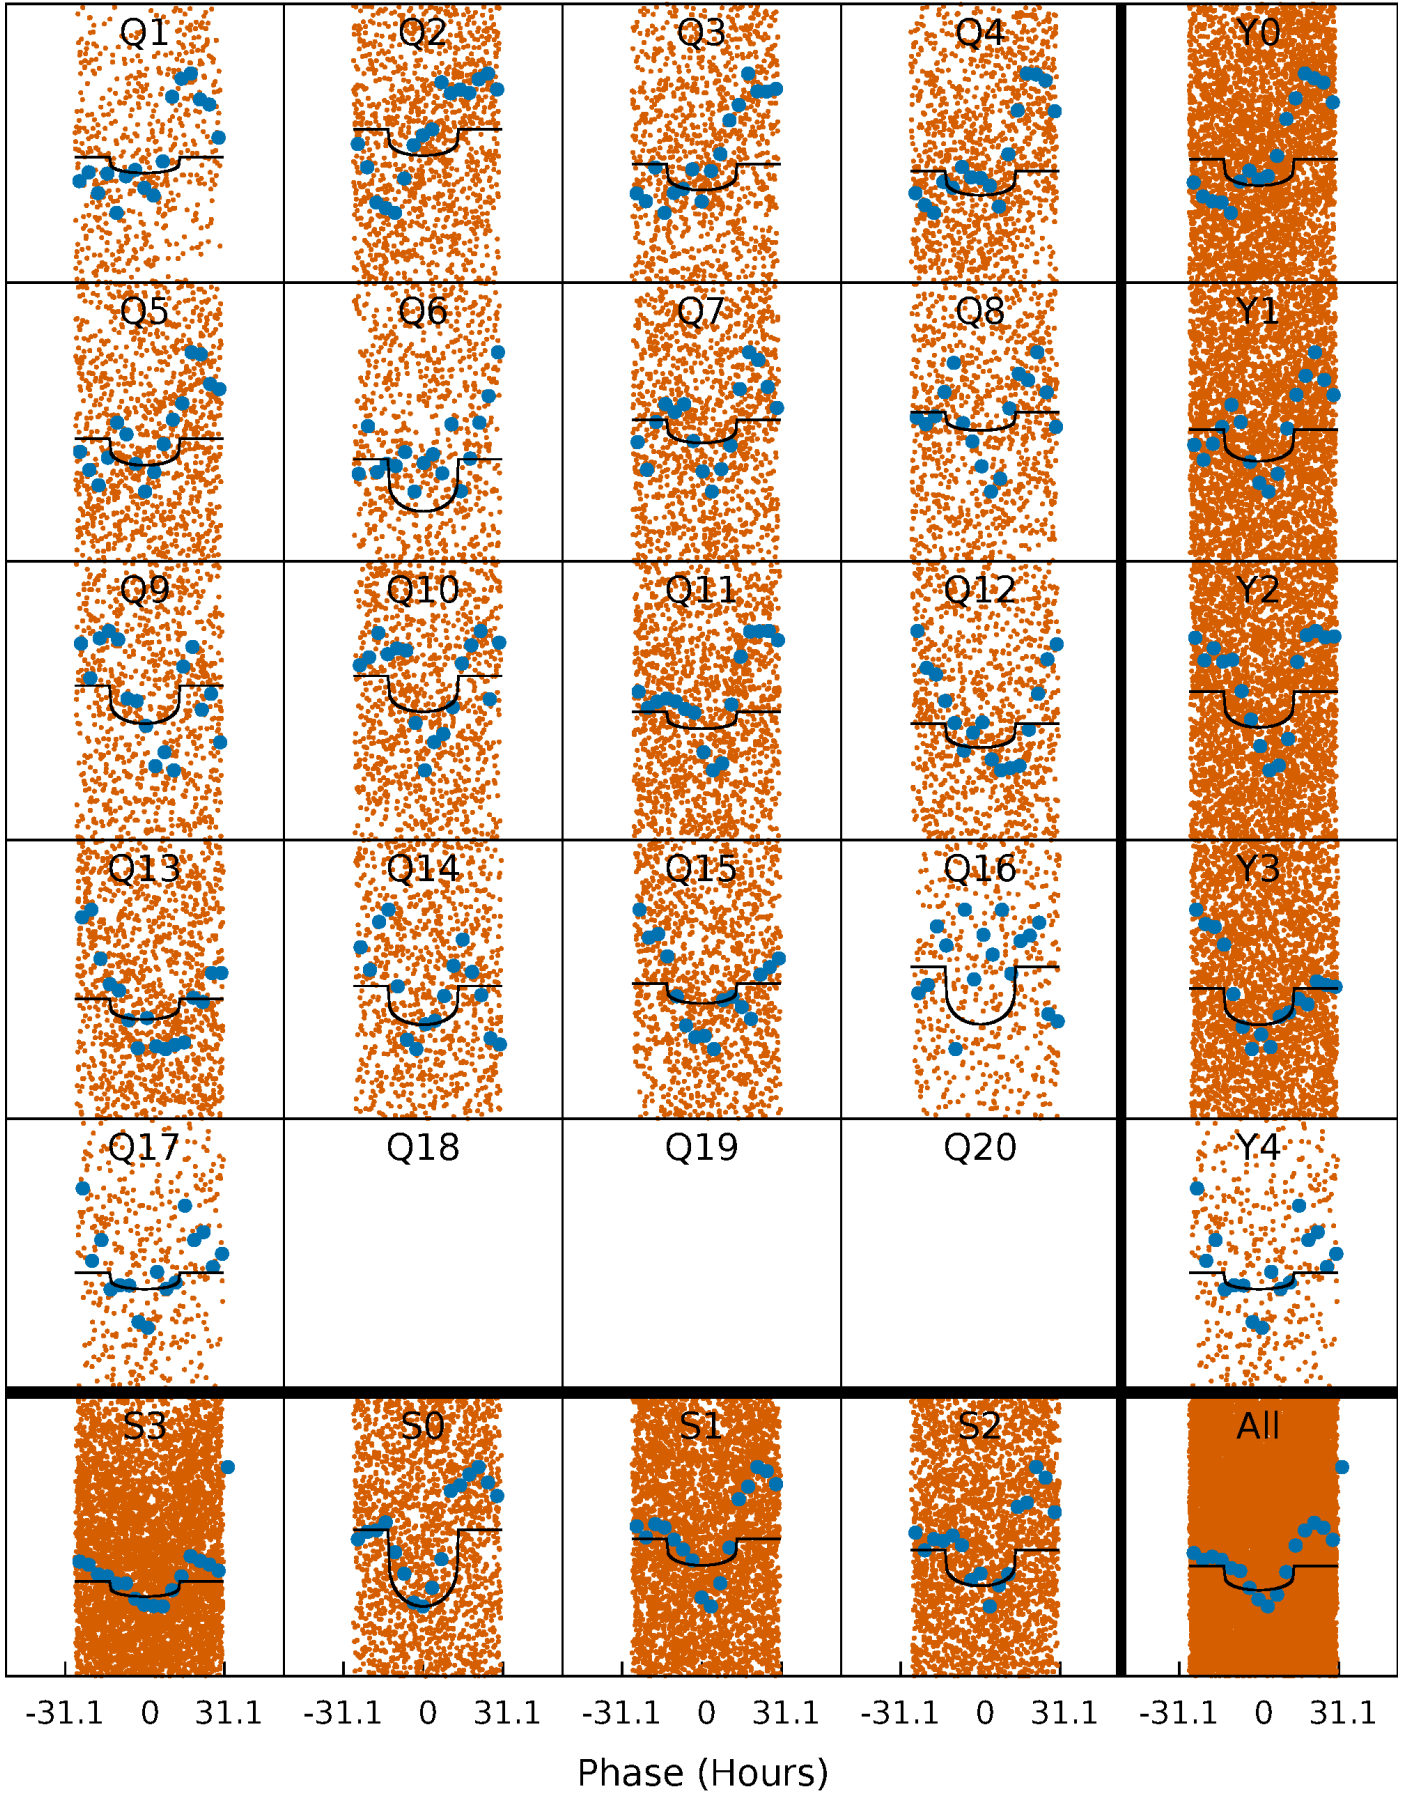 Q1 Q2 Q3 Q4 Y0
Q5 Q6 Q7 Q8 Y1
Q9 Q10 Q11 Q12 Y2
Q13 Q14 Q15 Q16 Y3
Q17 Q18 Q19 Q20 Y4
S3 S0 S1 S2 All
-31.1 0 31.1 -31.1 0 31.1 -31.1 0 31.1 -31.1 0 31.1 -31.1 0 31.1
Phase (Hours)